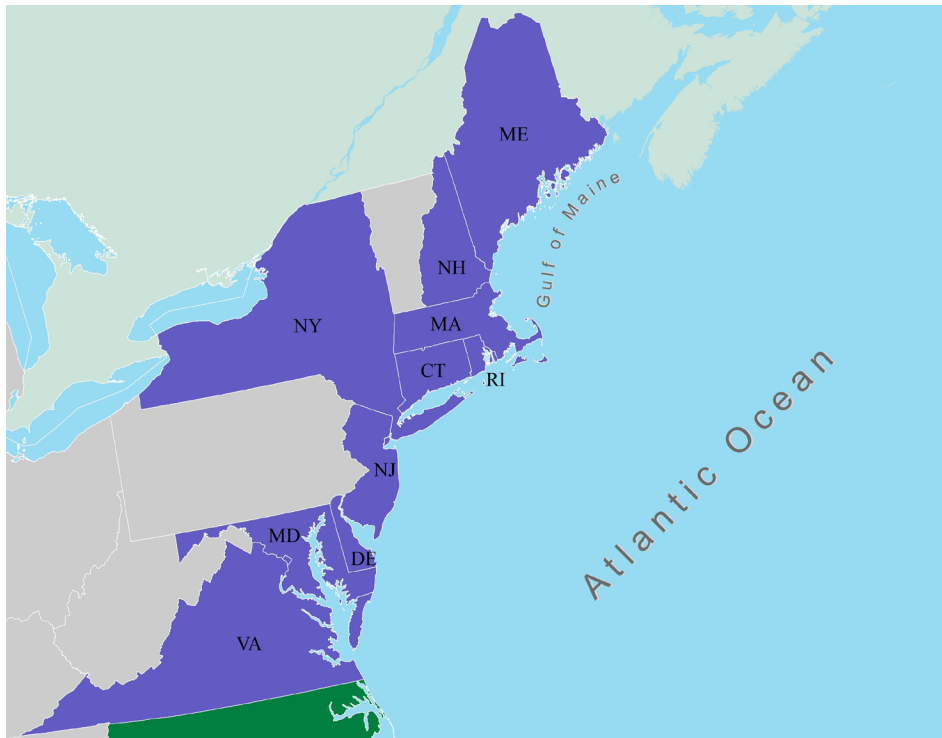 ME
Gulf of Maine
NH
NY
MA
CT
RI
Atlantic Ocean
NJ
MD
DE
VA